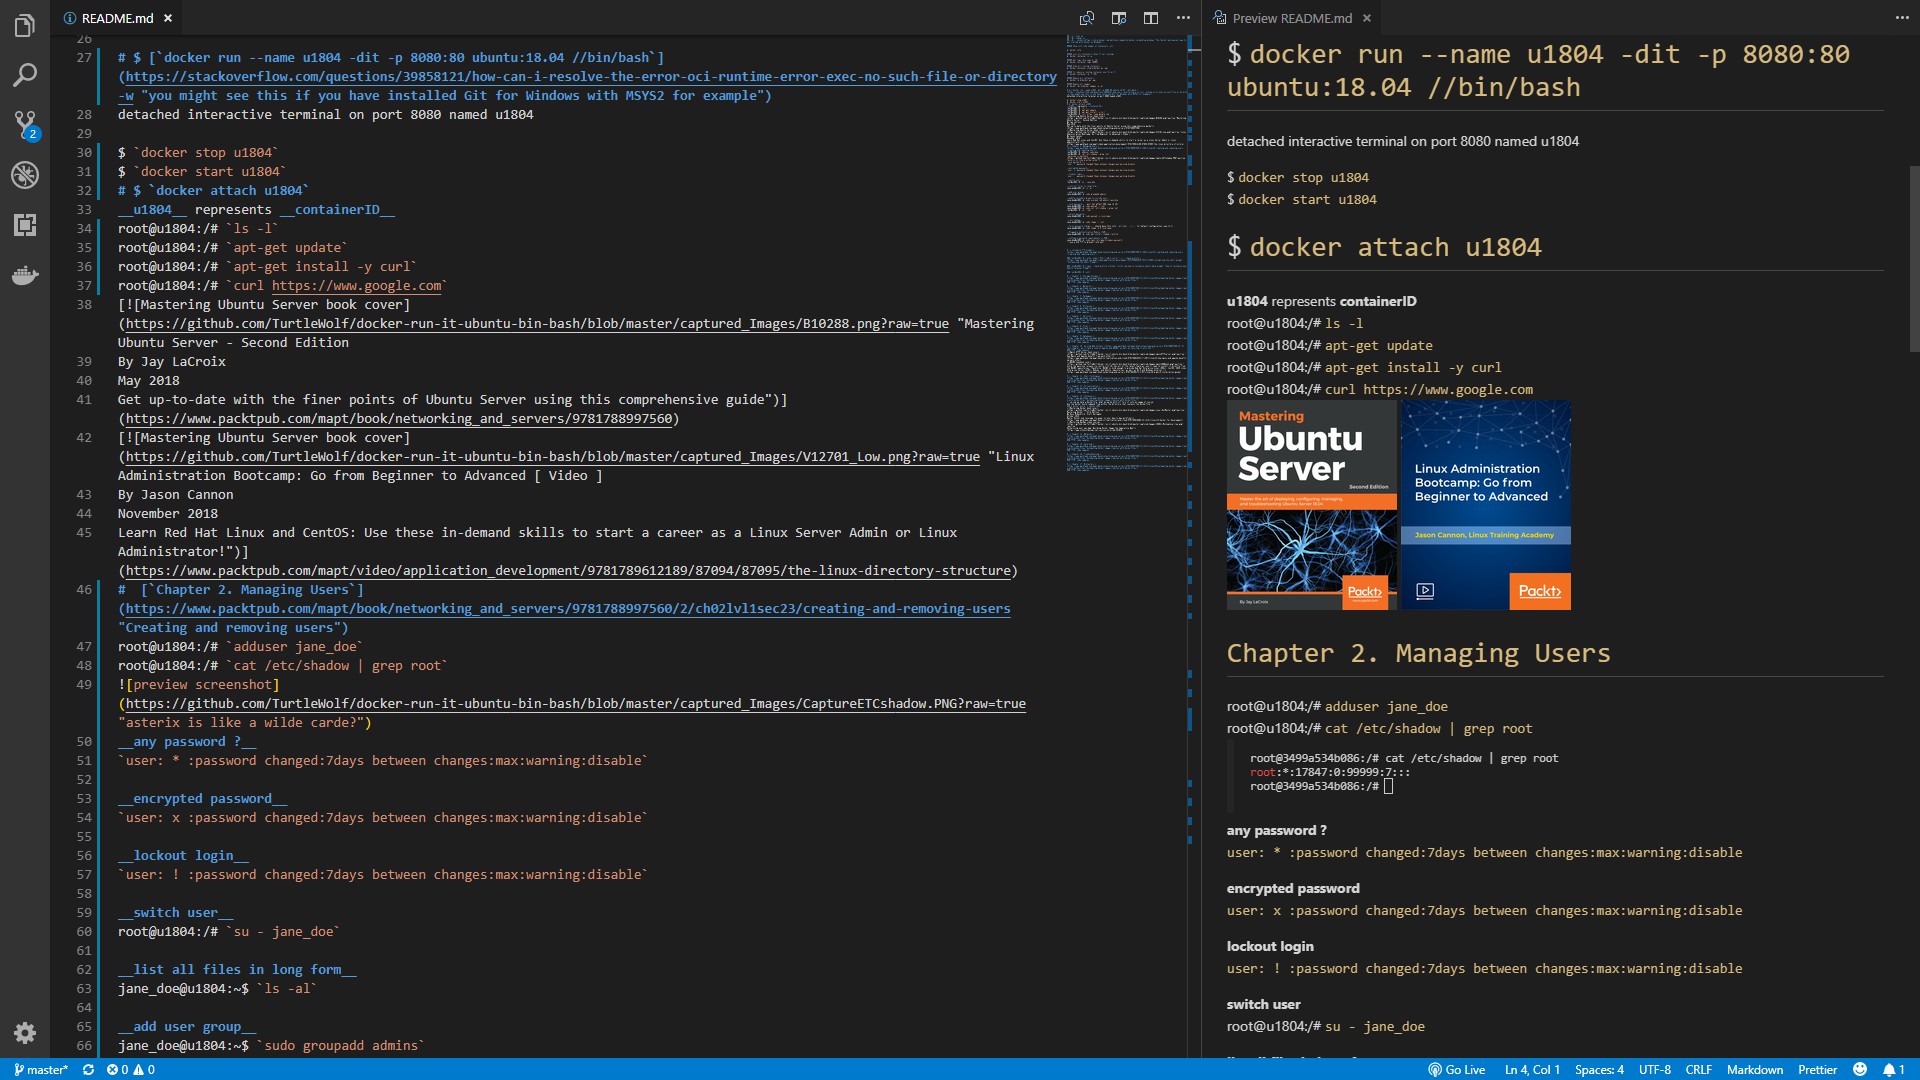 README.md ×
26
27 # $ [`docker run --name u1804 -dit -p 8080:80 ubuntu:18.04 //bin/bash`]
(https://stackoverflow.com/questions/39858121/how-can-i-resolve-the-error-oci-runtime-error-exec-no-such-file-or-directory
-w "you might see this if you have installed Git for Windows with MSYS2 for example")
28 detached interactive terminal on port 8080 named u1804
29
30 $ `docker stop u1804`
31 $ `docker start u1804`
32 # $ `docker attach u1804`
33 __u1804__ represents __containerID__
34 root@u1804:/# `ls -l`
35 root@u1804:/# `apt-get update`
36 root@u1804:/# `apt-get install -y curl`
37 root@u1804:/# `curl https://www.google.com`
38 [![Mastering Ubuntu Server book cover]
(https://github.com/TurtleWolf/docker-run-it-ubuntu-bin-bash/blob/master/captured_Images/B10288.png?raw=true "Mastering
Ubuntu Server - Second Edition
39 By Jay LaCroix
40 May 2018
41 Get up-to-date with the finer points of Ubuntu Server using this comprehensive guide")]
(https://www.packtpub.com/mapt/book/networking_and_servers/9781788997560)
42 [![Mastering Ubuntu Server book cover]
(https://github.com/TurtleWolf/docker-run-it-ubuntu-bin-bash/blob/master/captured_Images/V12701_Low.png?raw=true "Linux
Administration Bootcamp: Go from Beginner to Advanced [ Video ]
43 By Jason Cannon
44 November 2018
45 Learn Red Hat Linux and CentOS: Use these in-demand skills to start a career as a Linux Server Admin or Linux
Administrator!")]
(https://www.packtpub.com/mapt/video/application_development/9781789612189/87094/87095/the-linux-directory-structure)
46 #  [`Chapter 2. Managing Users`]
(https://www.packtpub.com/mapt/book/networking_and_servers/9781788997560/2/ch02lvl1sec23/creating-and-removing-users
"Creating and removing users")
47 root@u1804:/# `adduser jane_doe`
48 root@u1804:/# `cat /etc/shadow | grep root`
49 ![preview screenshot]
(https://github.com/TurtleWolf/docker-run-it-ubuntu-bin-bash/blob/master/captured_Images/CaptureETCshadow.PNG?raw=true
"asterix is like a wilde carde?")
50 __any password ?__
51 `user: * :password changed:7days between changes:max:warning:disable`
52
53 __encrypted password__
54 `user: x :password changed:7days between changes:max:warning:disable`
55
56 __lockout login__
57 `user: ! :password changed:7days between changes:max:warning:disable`
58
59 __switch user__
60 root@u1804:/# `su - jane_doe`
61
62 __list all files in long form__
63 jane_doe@u1804:~$ `ls -al`
64
65 __add user group__
66 jane_doe@u1804:~$ `sudo groupadd admins`
Preview README.md ×
$ docker run --name u1804 -dit -p 8080:80
ubuntu:18.04 //bin/bash
detached interactive terminal on port 8080 named u1804
$ docker stop u1804
$ docker start u1804
$ docker attach u1804
u1804 represents containerID
root@u1804:/# ls -l
root@u1804:/# apt-get update
root@u1804:/# apt-get install -y curl
root@u1804:/# curl https://www.google.com
Mastering
Ubuntu
Server
Second Edition
Master the art of deploying, configuring, managing,
and troubleshooting Ubuntu Server 18.04
By Jay LaCroix
Packt>
Linux Administration
Bootcamp: Go from
Beginner to Advanced
Jason Cannon, Linux Training Academy
Packt>
Chapter 2. Managing Users
root@u1804:/# adduser jane_doe
root@u1804:/# cat /etc/shadow | grep root
root@3499a534b086:/# cat /etc/shadow | grep root
root:*:17847:0:99999:7:::
root@3499a534b086:/#
any password ?
user: * :password changed:7days between changes:max:warning:disable
encrypted password
user: x :password changed:7days between changes:max:warning:disable
lockout login
user: ! :password changed:7days between changes:max:warning:disable
switch user
root@u1804:/# su - jane_doe
2
master* 0 0
Go Live Ln 4, Col 1 Spaces: 4 UTF-8 CRLF Markdown Prettier 1